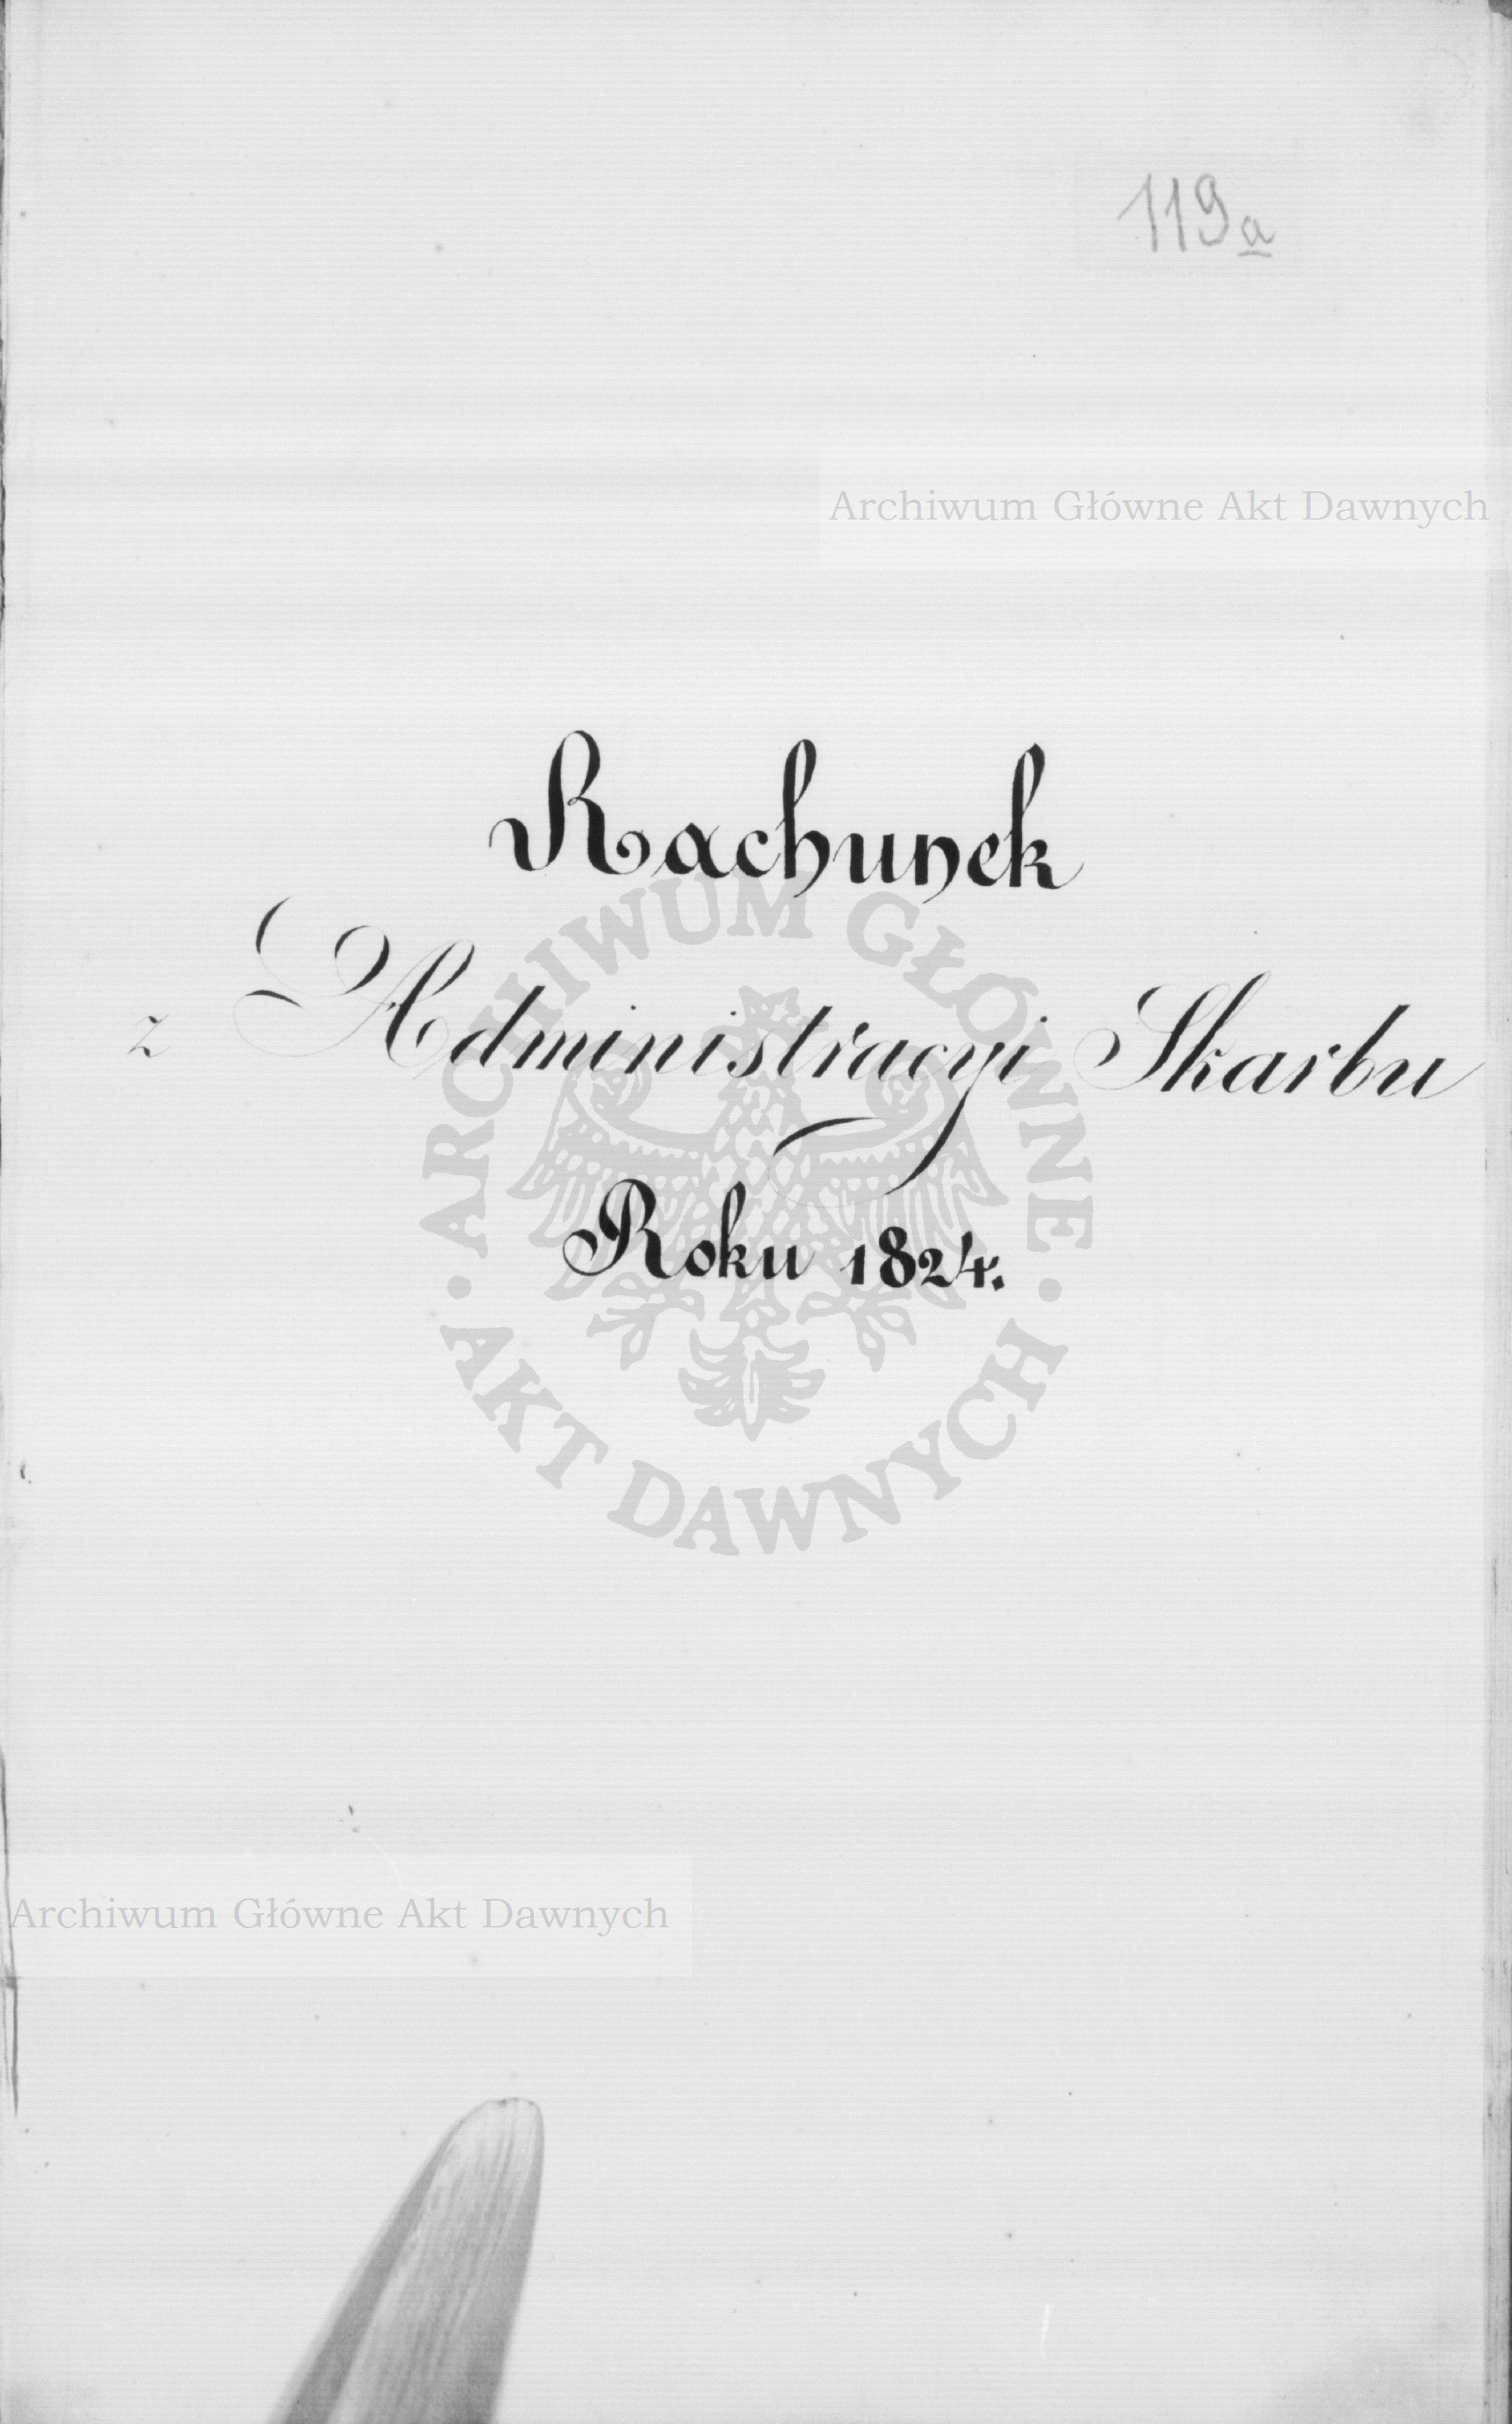 119a
Archiwum Główne Akt Dawnych
Rachunek
z Administracyi Skarbu
Roku 1824.
ARCHIWUM GŁÓWNE
AKT DAWNYCH
Archiwum Główne Akt Dawnych